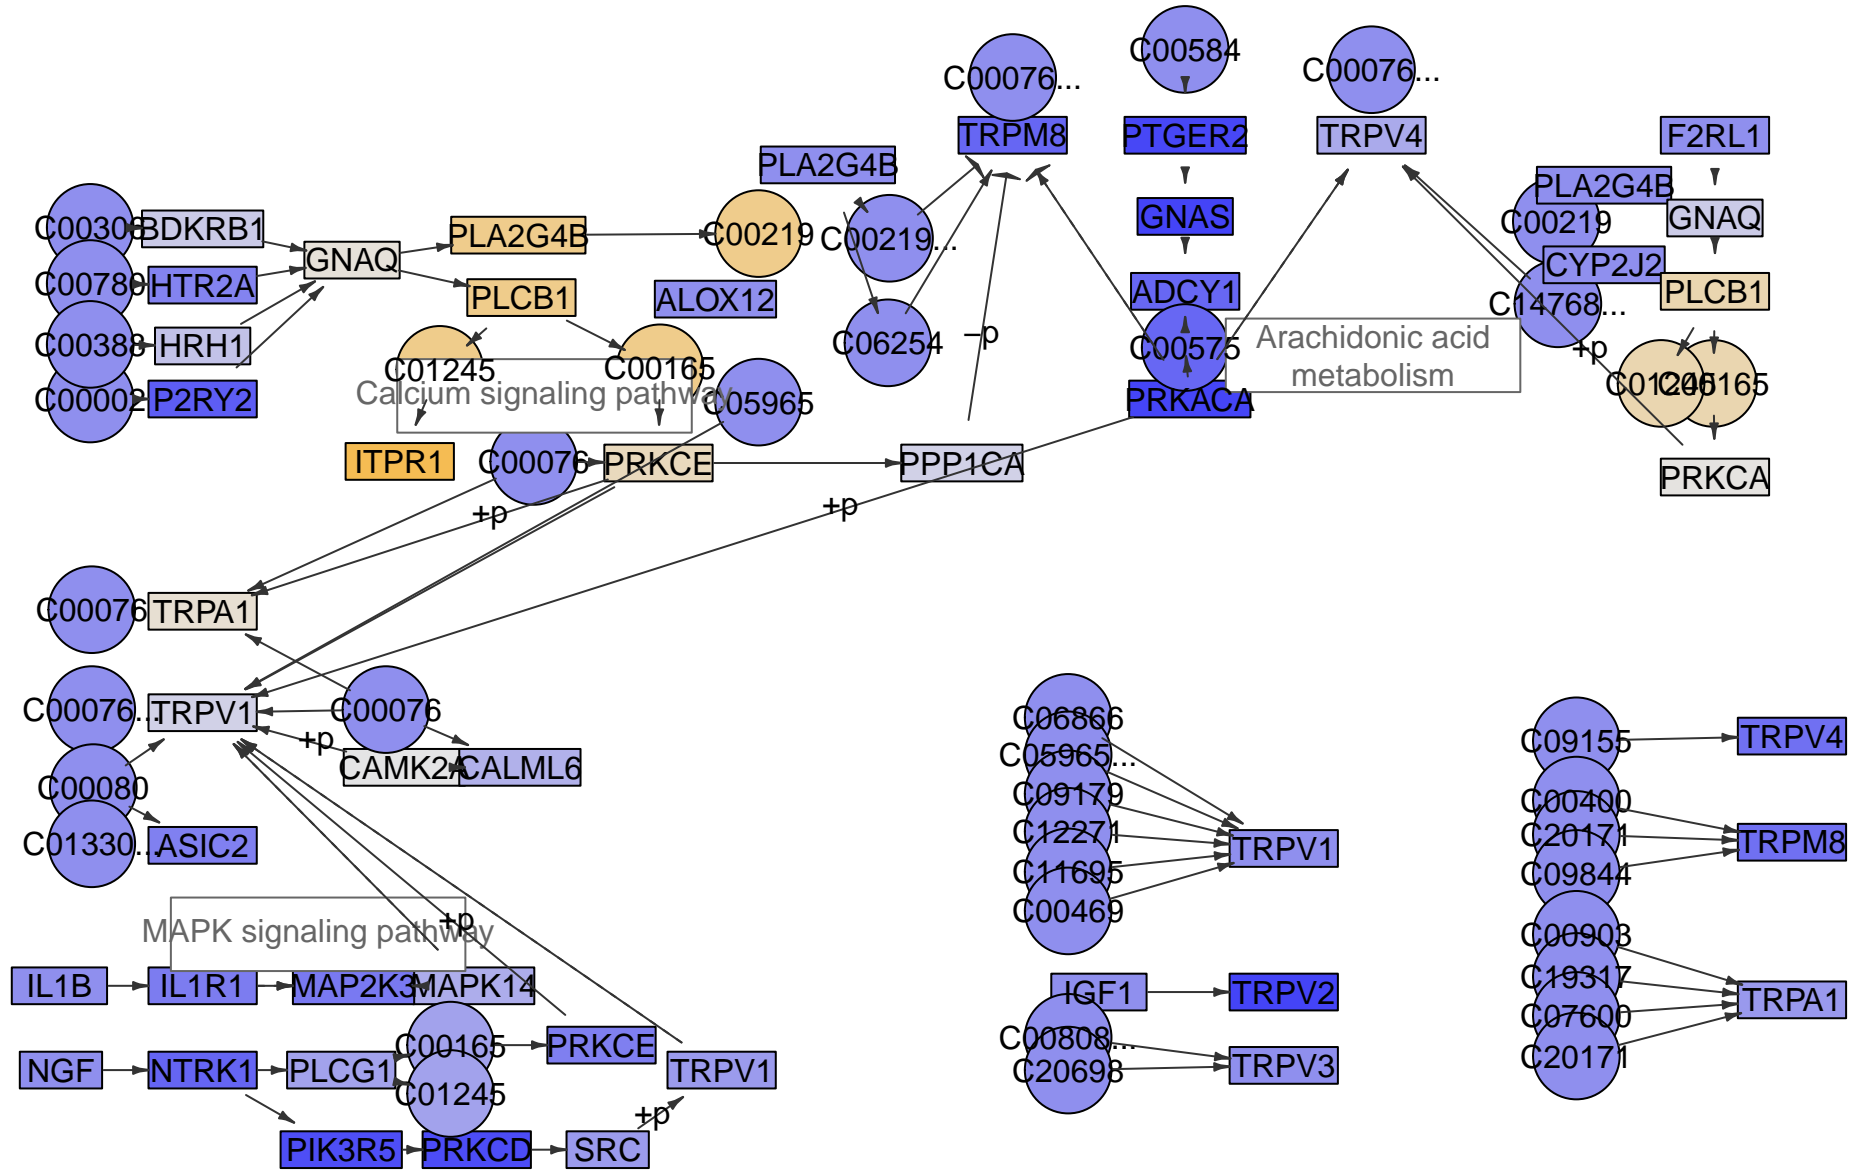 C00584
C00076...
C00076...
TRPM8
PTGER2
TRPV4
F2RL1
PLA2G4B
PLA2G4B
C00219
GNAQ
GNAS
BDKRB1
PLA2G4B
C00219
C00219...
GNAQ
CYP2J2
C00780
HTR2A
PLCB1
ALOX12
ADCY1
C14768...
PLCB1
C00388
HRH1
C06254
–p
C00575
Arachidonic acid
metabolism
+p
C01245
C00165
Calcium signaling pathway
C00002
P2RY2
C05965
PRKACA
C01245
C00165
ITPR1
C00076
PRKCE
PPP1CA
PRKCA
+p
+p
C00076
TRPA1
C00076...
TRPV1
C00076
+p
CAMK2A
CALML6
C00080
C01330...
ASIC2
C06866
C05965...
C09179
C12271
C11695
C00469
TRPV1
C09155
TRPV4
C00400
C20171
C09844
TRPM8
MAPK signaling pathway
+p
IL1B
IL1R1
MAP2K3
MAPK14
IGF1
TRPV2
C00903
C19317
C07600
C20171
TRPA1
NGF
NTRK1
PLCG1
C00165
C01245
PRKCE
TRPV1
C00808...
C20698
TRPV3
+p
PIK3R5
PRKCD
SRC